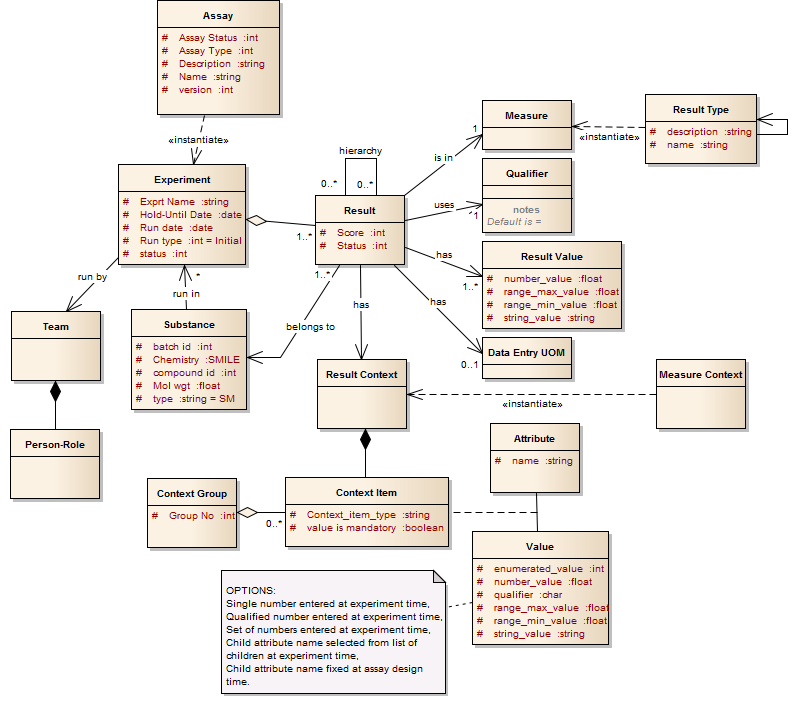 Assay
# Assay Status :int
# Assay Type :int
# Description :string
# Name :string
# version :int
«instantiate»
Experiment
# Exprt Name :string
# Hold-Until Date :date
# Run date :date
# Run type :int = Initial
# status :int
hierarchy
0..*
0..*
Result
# Score :int
# Status :int
1..*
1..*
is in
1
Measure
«instantiate»
Result Type
# description :string
# name :string
uses
1
Qualifier
notes
Default is =
has
1..*
Result Value
# number_value :float
# range_max_value :float
# range_min_value :float
# string_value :string
has
0..1
Data Entry UOM
run by
Team
Person-Role
*
run in
Substance
# batch id :int
# Chemistry :SMILE
# compound id :int
# Mol wgt :float
# type :string = SM
belongs to
has
Result Context
«instantiate»
Measure Context
Attribute
# name :string
Context Group
# Group No :int
0..*
Context Item
# Context_item_type :string
# value is mandatory :boolean
Value
# enumerated_value :int
# number_value :float
# qualifier :char
# range_max_value :float
# range_min_value :float
# string_value :string
OPTIONS:
Single number entered at experiment time,
Qualified number entered at experiment time,
Set of numbers entered at experiment time,
Child attribute name selected from list of
children at experiment time,
Child attribute name fixed at assay design
time.